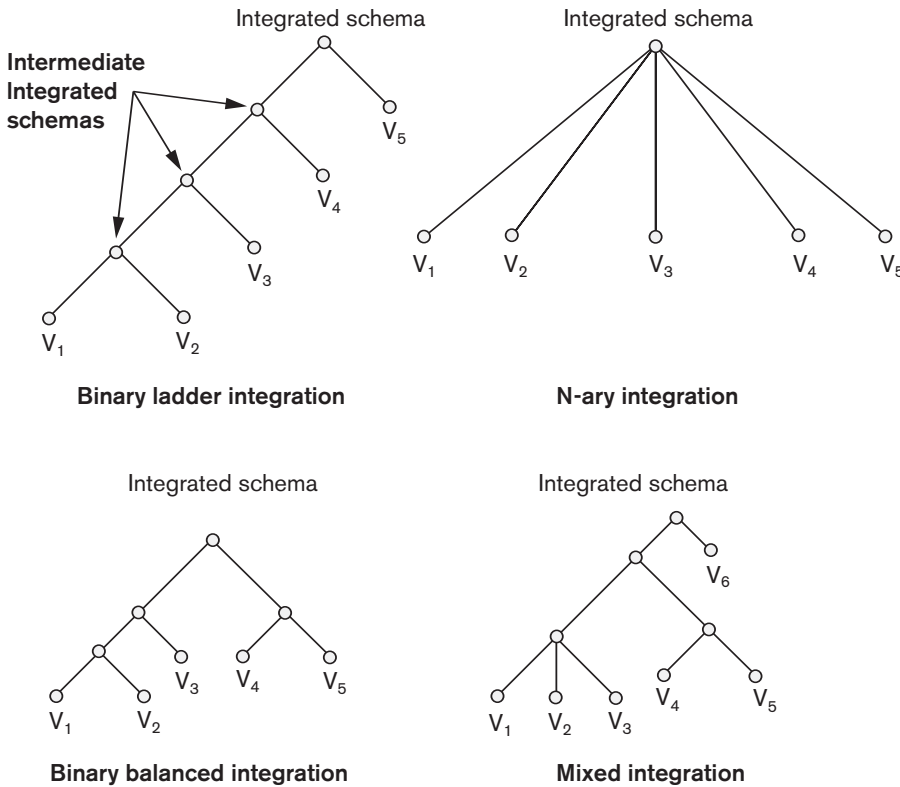 Integrated schema
Intermediate
Integrated
schemas
V5
V4
V3
V1
V2
Binary ladder integration
Integrated schema
V1
V2
V3
V4
V5
N-ary integration
Integrated schema
V3
V4
V5
V1
V2
Binary balanced integration
Integrated schema
V6
V4
V5
V1
V2
V3
Mixed integration